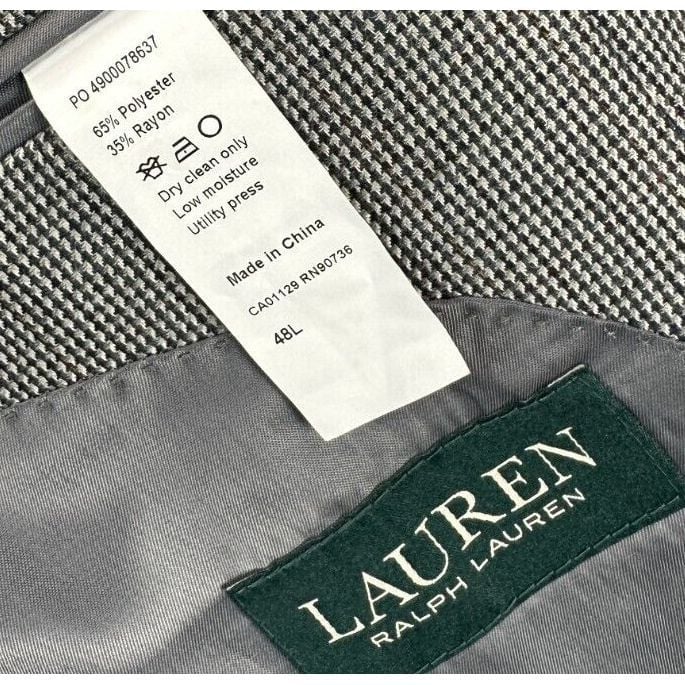 PO 4900078637
65% Polyester
35% Rayon
Dry clean only
Low moisture
Utility press
Made in China
CA01129 RN90736
48L
LAUREN
RALPH LAUREN